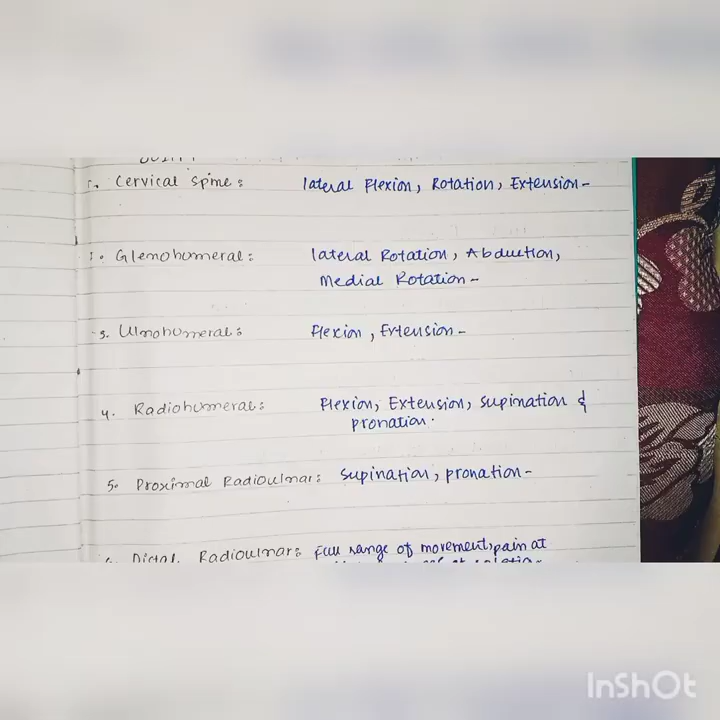 Cervical Spine: lateral Flexion, Rotation, Extension-
Glenohumeral: lateral Rotation, Abduction,
Medial Rotation-
3. Ulnohumeral: Flexion, Extension-
4. Radiohumeral: Flexion, Extension, Supination &
pronation.
5. Proximal Radioulnar: Supination, pronation-
Distal Radioulnar: Full range of movement, pain at
InShOt